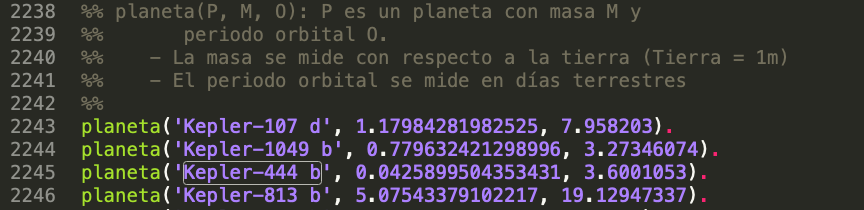 2238 %% planeta(P, M, O): P es un planeta con masa M y
2239 %% periodo orbital O.
2240 %% - La masa se mide con respecto a la tierra (Tierra = 1m)
2241 %% - El periodo orbital se mide en días terrestres
2242 %%
2243 planeta('Kepler-107 d', 1.17984281982525, 7.958203).
2244 planeta('Kepler-1049 b', 0.779632421298996, 3.27346074).
2245 planeta('Kepler-444 b', 0.0425899504353431, 3.6001053).
2246 planeta('Kepler-813 b', 5.07543379102217, 19.12947337).